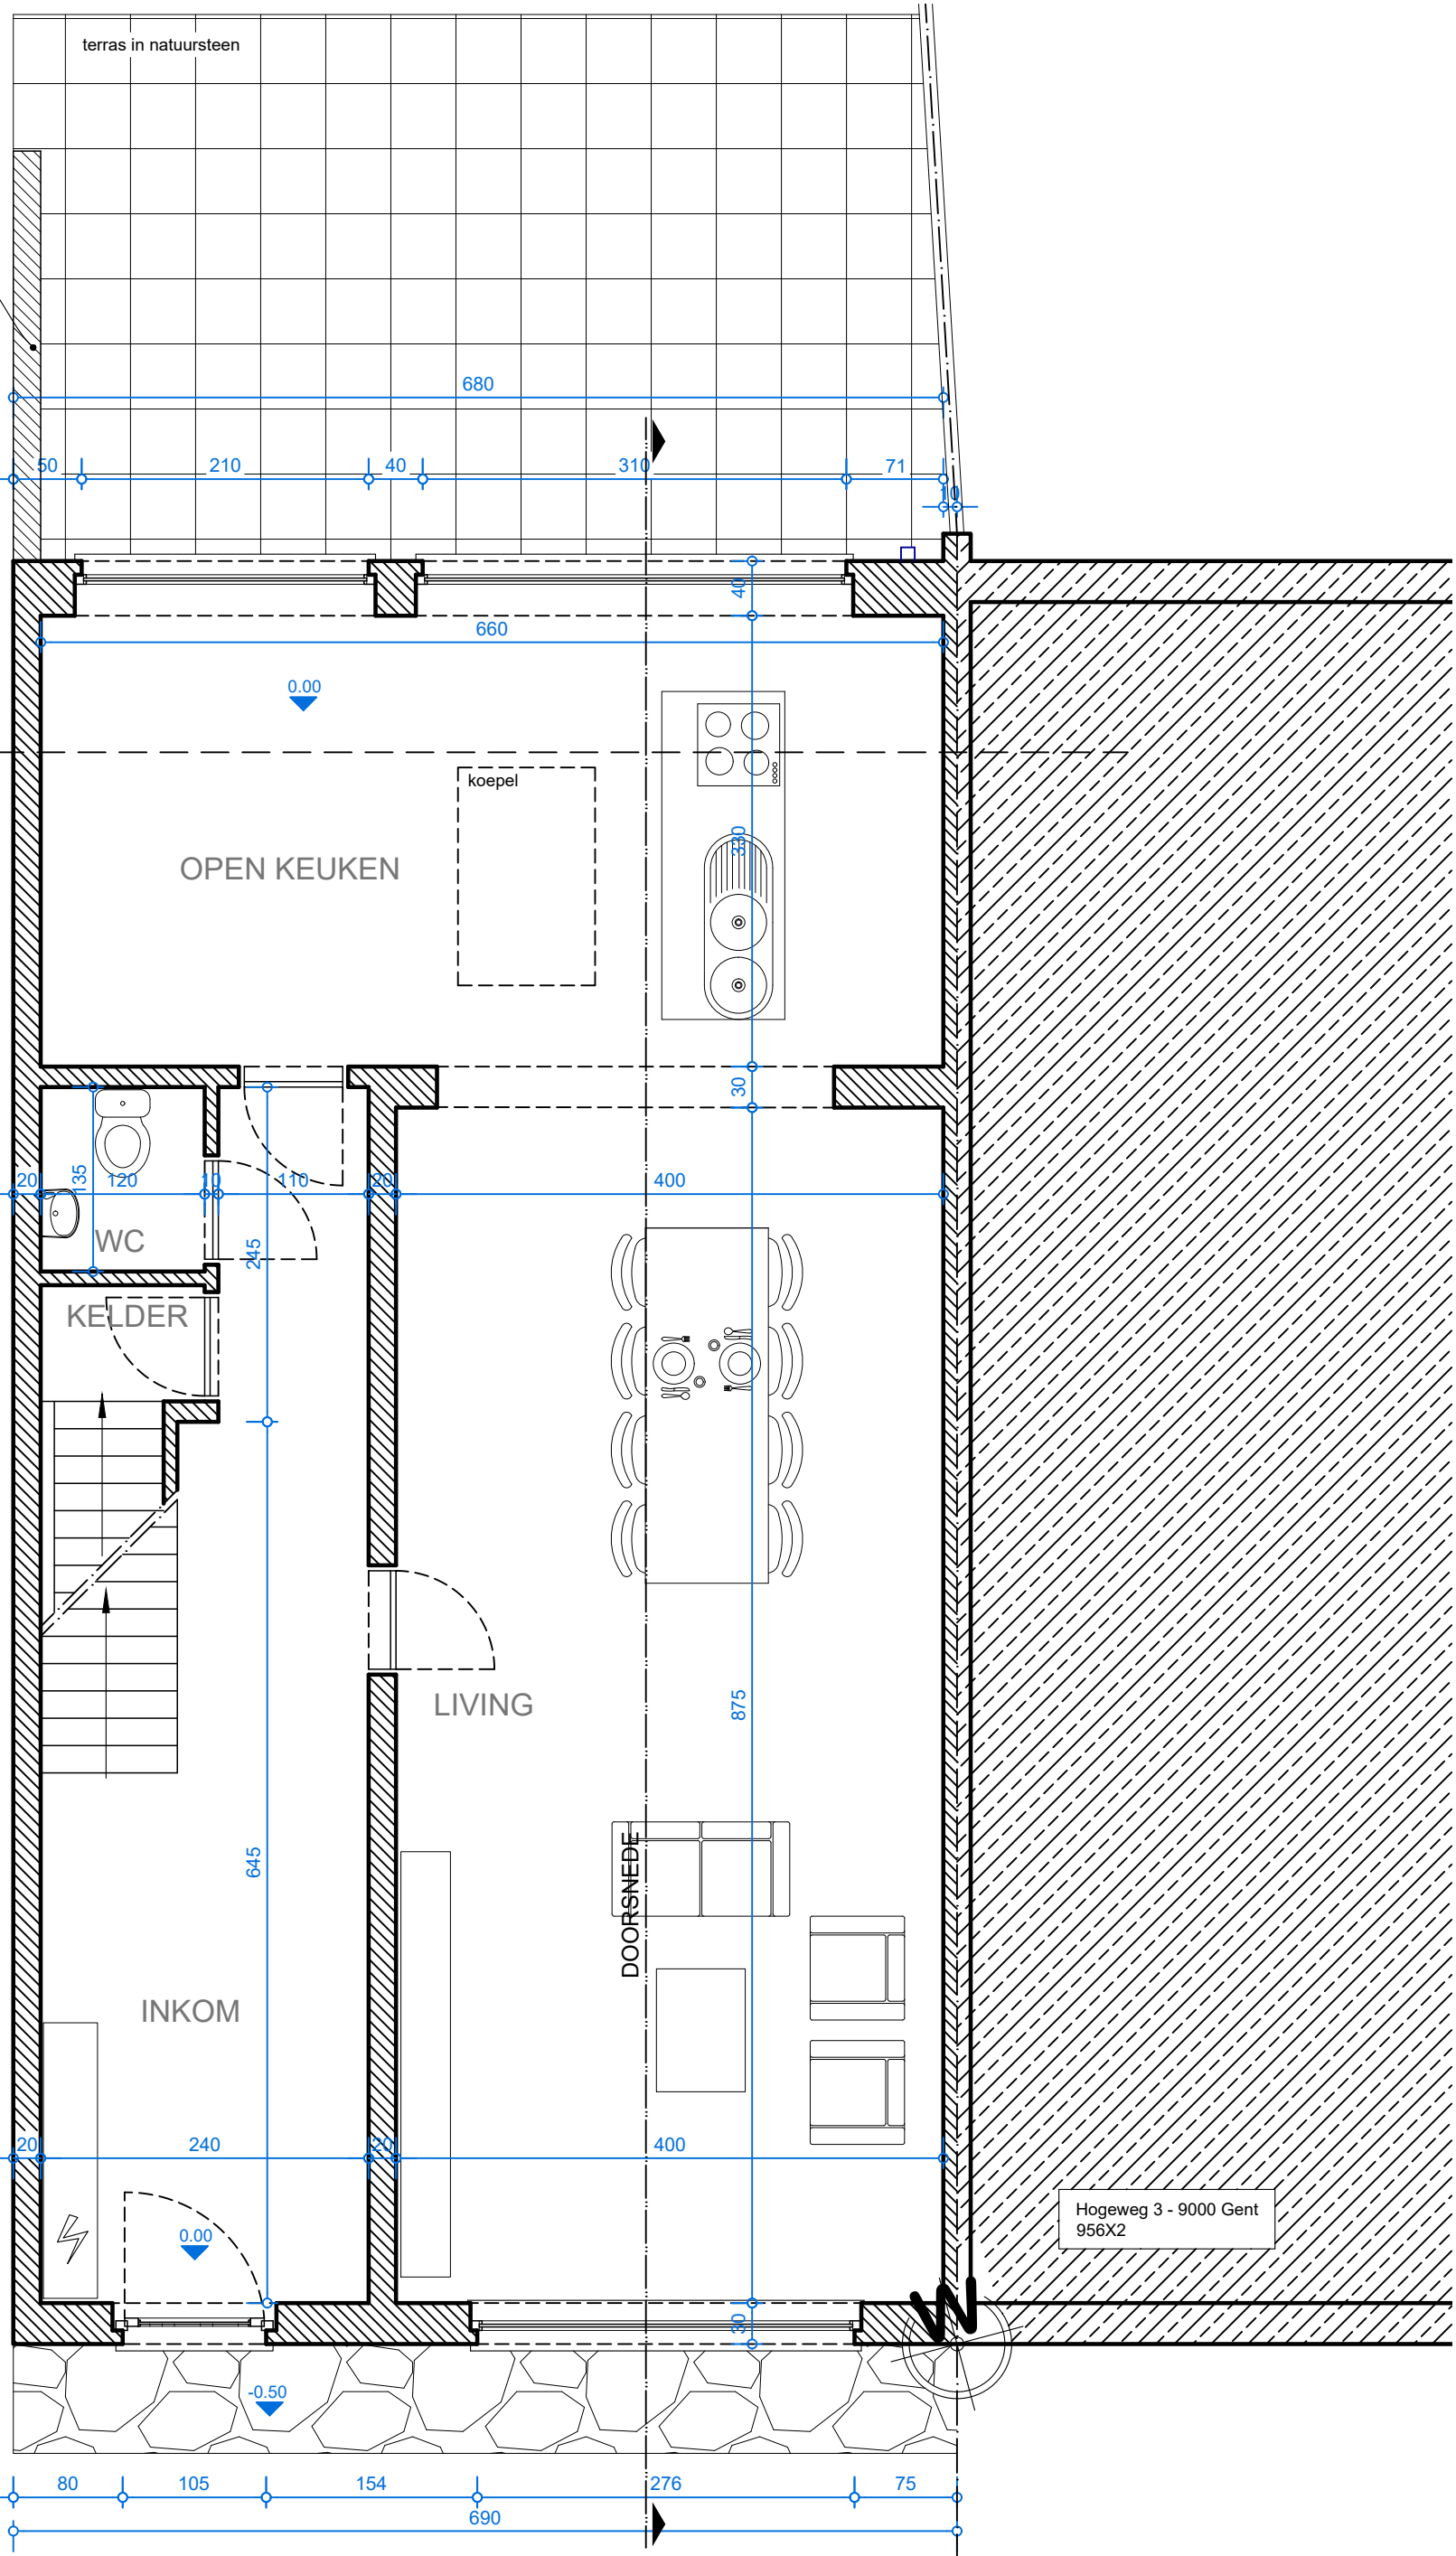 terras in natuursteen
680
50 210 40 310 71
10
40
660
0.00
koepel
330
OPEN KEUKEN
30
20 120 10 110 20 400
135
WC
245
KELDER
LIVING
875
DOORSNEDE
645
INKOM
20 240 20 400
Hogeweg 3 - 9000 Gent
956X2
0.00
30
-0.50
80 105 154 276 75
690